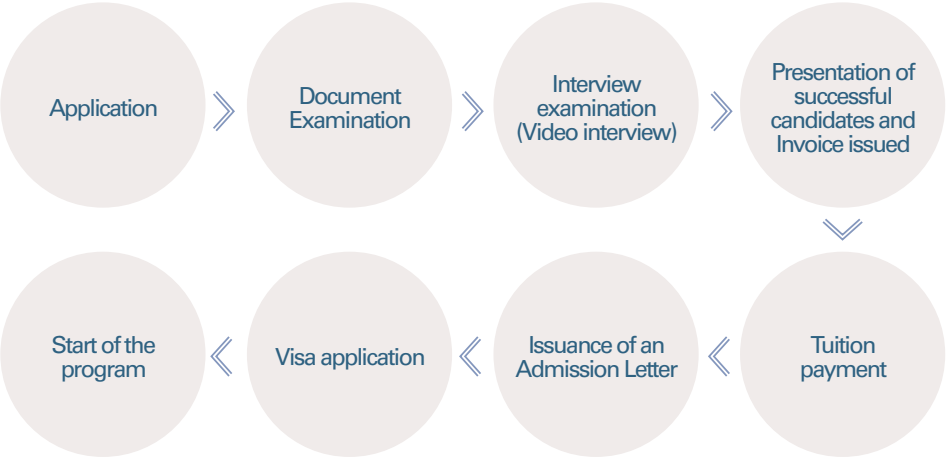 Application
Document
Examination
Interview
examination
(Video interview)
Presentation of
successful
candidates and
Invoice issued
Tuition
payment
Issuance of an
Admission Letter
Visa application
Start of the
program